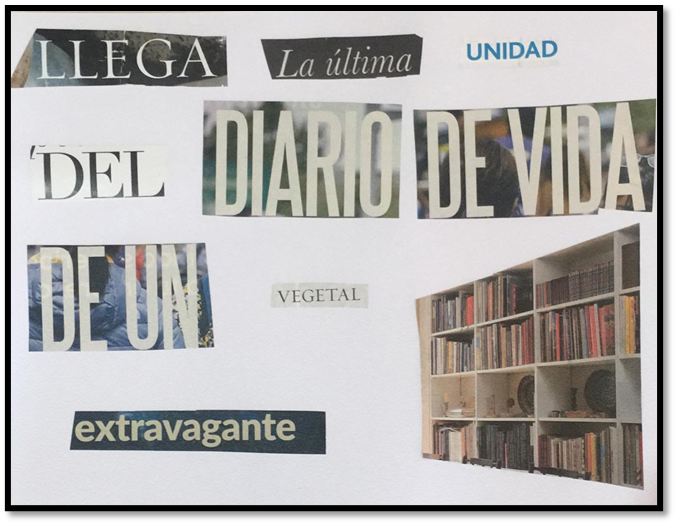 LLEGA La última UNIDAD
DEL DIARIO DE VIDA
DE UN VEGETAL
extravagante